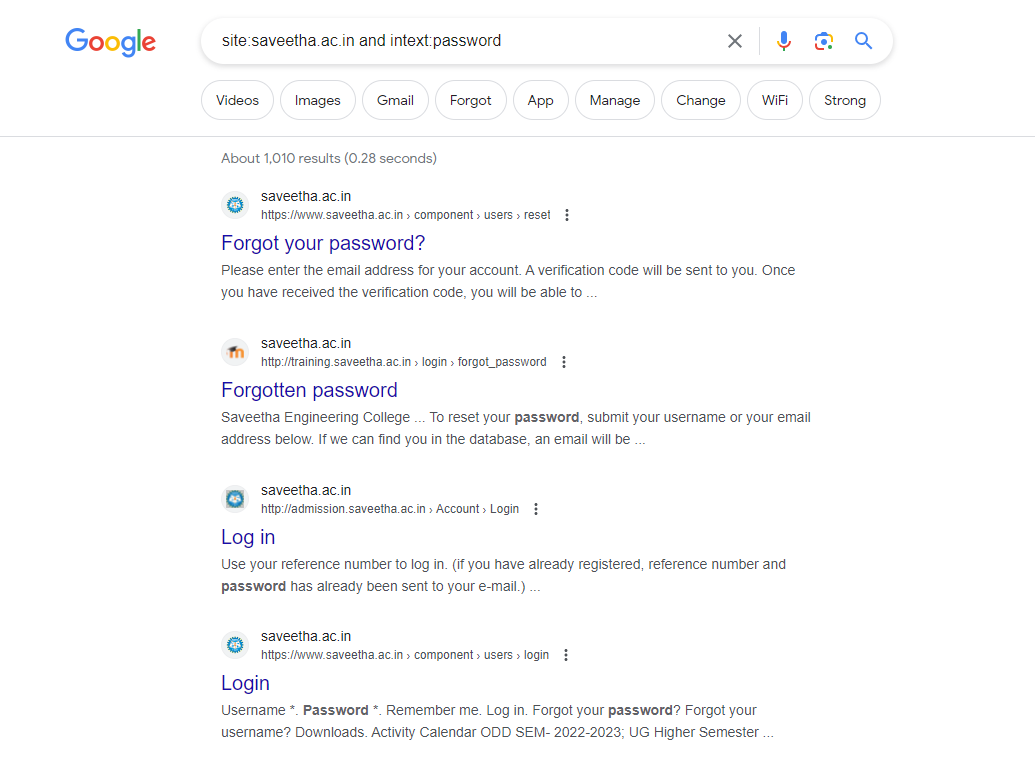 Google
site:saveetha.ac.in and intext:password
Videos Images Gmail Forgot App Manage Change WiFi Strong
About 1,010 results (0.28 seconds)
saveetha.ac.in
https://www.saveetha.ac.in › component › users › reset
Forgot your password?
Please enter the email address for your account. A verification code will be sent to you. Once
you have received the verification code, you will be able to ...
saveetha.ac.in
http://training.saveetha.ac.in › login › forgot_password
Forgotten password
Saveetha Engineering College ... To reset your password, submit your username or your email
address below. If we can find you in the database, an email will be ...
saveetha.ac.in
http://admission.saveetha.ac.in › Account › Login
Log in
Use your reference number to log in. (if you have already registered, reference number and
password has already been sent to your e-mail.) ...
saveetha.ac.in
https://www.saveetha.ac.in › component › users › login
Login
Username *. Password *. Remember me. Log in. Forgot your password? Forgot your
username? Downloads. Activity Calendar ODD SEM- 2022-2023; UG Higher Semester ...